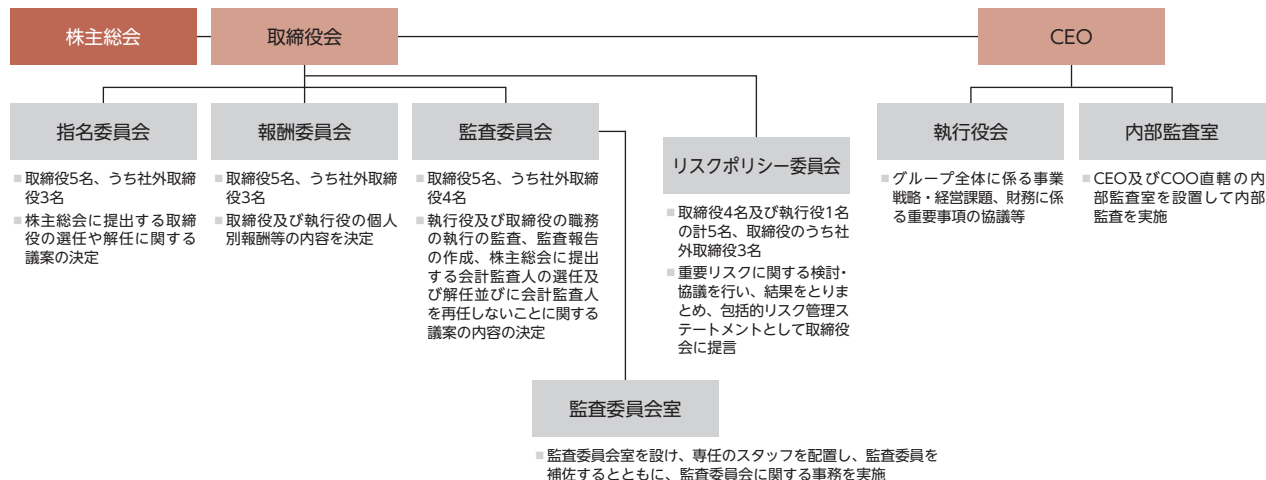 株主総会
取締役会
CEO
指名委員会
■取締役5名、うち社外取締
役3名
■株主総会に提出する取締
役の選任や解任に関する
議案の決定
報酬委員会
■取締役5名、うち社外取締
役3名
■取締役及び執行役の個人
別報酬等の内容を決定
監査委員会
■取締役5名、うち社外取締
役4名
■執行役及び取締役の職務
の執行の監査、監査報告
の作成、株主総会に提出
する会計監査人の選任及
び解任並びに会計監査人
を再任しないことに関する
議案の内容の決定
リスクポリシー委員会
■取締役4名及び執行役1名
の計5名、取締役のうち社
外取締役3名
■重要リスクに関する検討・
協議を行い、結果をとりま
とめ、包括的リスク管理ス
テートメントとして取締役
会に提言
執行役会
■グループ全体に係る事業
戦略・経営課題、財務に係
る重要事項の協議等
内部監査室
■CEO及びCOO直轄の内
部監査室を設置して内部
監査を実施
監査委員会室
■監査委員会室を設け、専任のスタッフを配置し、監査委員を
補佐するとともに、監査委員会に関する事務を実施